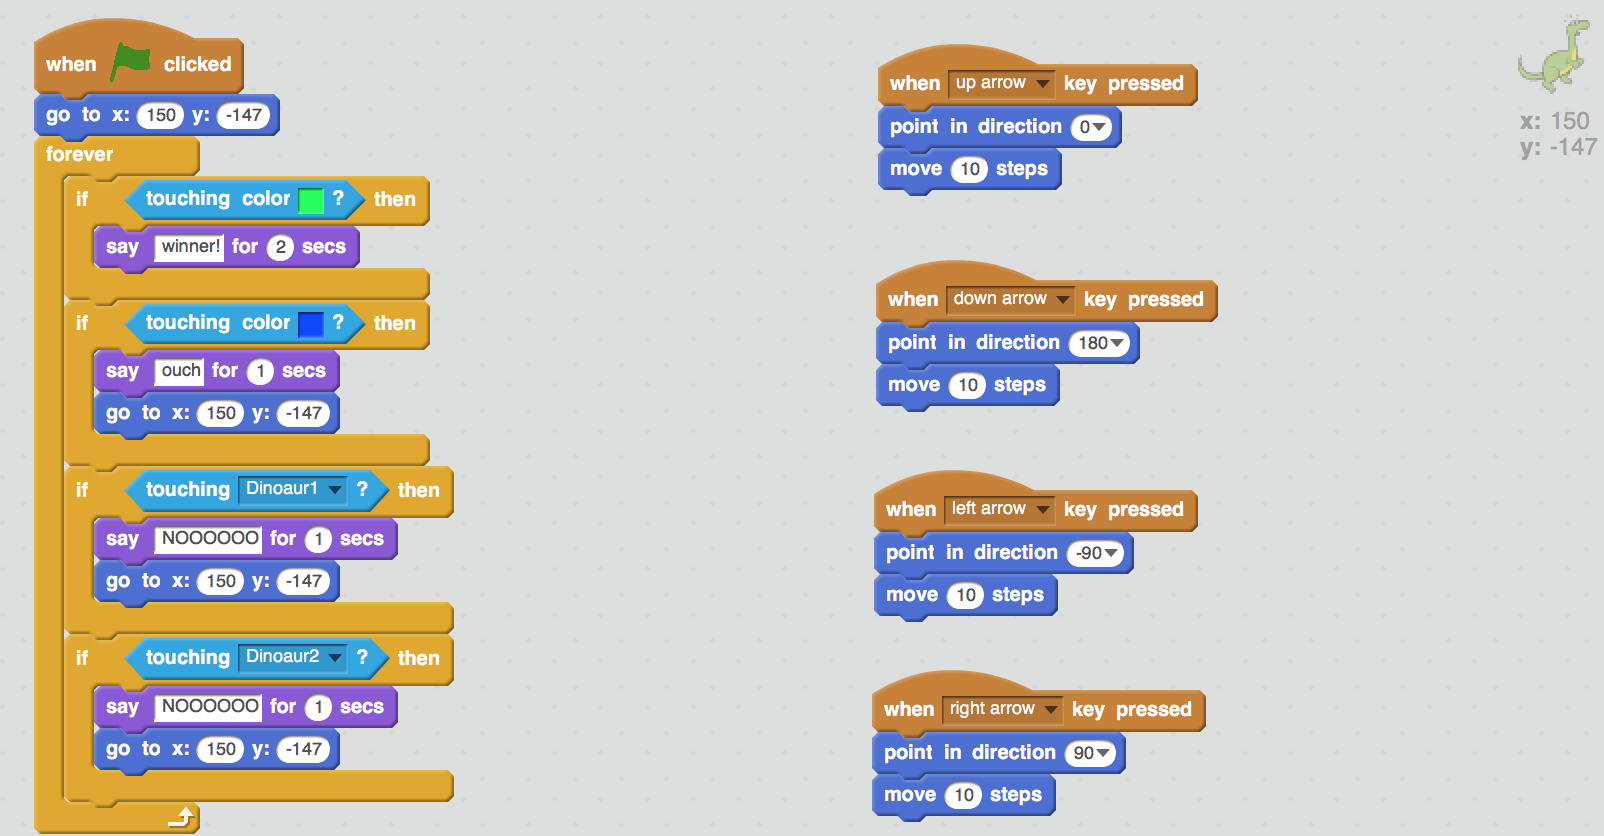 when clicked
go to x: 150 y: -147
forever
if touching color ? then
say winner! for 2 secs
if touching color ? then
say ouch for 1 secs
go to x: 150 y: -147
if touching Dinoaur1 ? then
say NOOOOOO for 1 secs
go to x: 150 y: -147
if touching Dinoaur2 ? then
say NOOOOOO for 1 secs
go to x: 150 y: -147
when up arrow key pressed
point in direction 0
move 10 steps
when down arrow key pressed
point in direction 180
move 10 steps
when left arrow key pressed
point in direction -90
move 10 steps
when right arrow key pressed
point in direction 90
move 10 steps
x: 150
y: -147